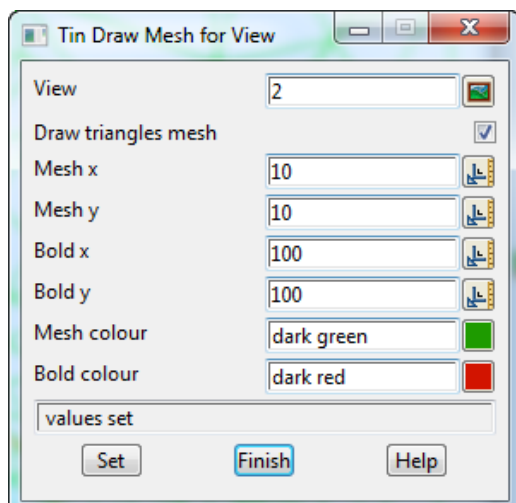 Tin Draw Mesh for View
View 2
Draw triangles mesh
Mesh x 10
Mesh y 10
Bold x 100
Bold y 100
Mesh colour dark green
Bold colour dark red
values set
Set Finish Help